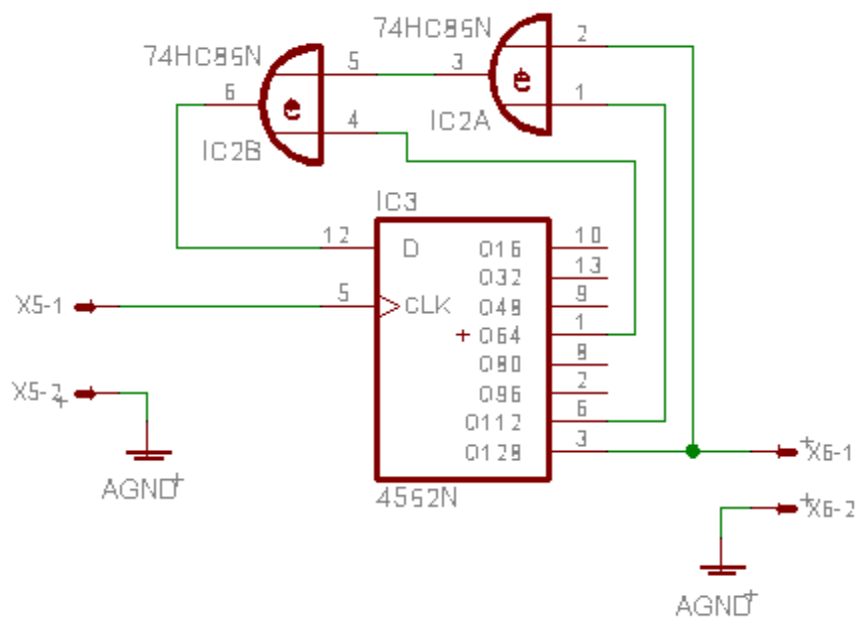 74HC86N
2
74HC86N
5
3
6
1
IC2A
4
IC2B
IC3
12
D
Q16
10
Q32
13
X5-1
5
CLK
Q48
9
Q64
1
Q80
8
X5-2
Q96
2
Q112
6
Q128
3
X6-1
AGND
4562N
X6-2
AGND